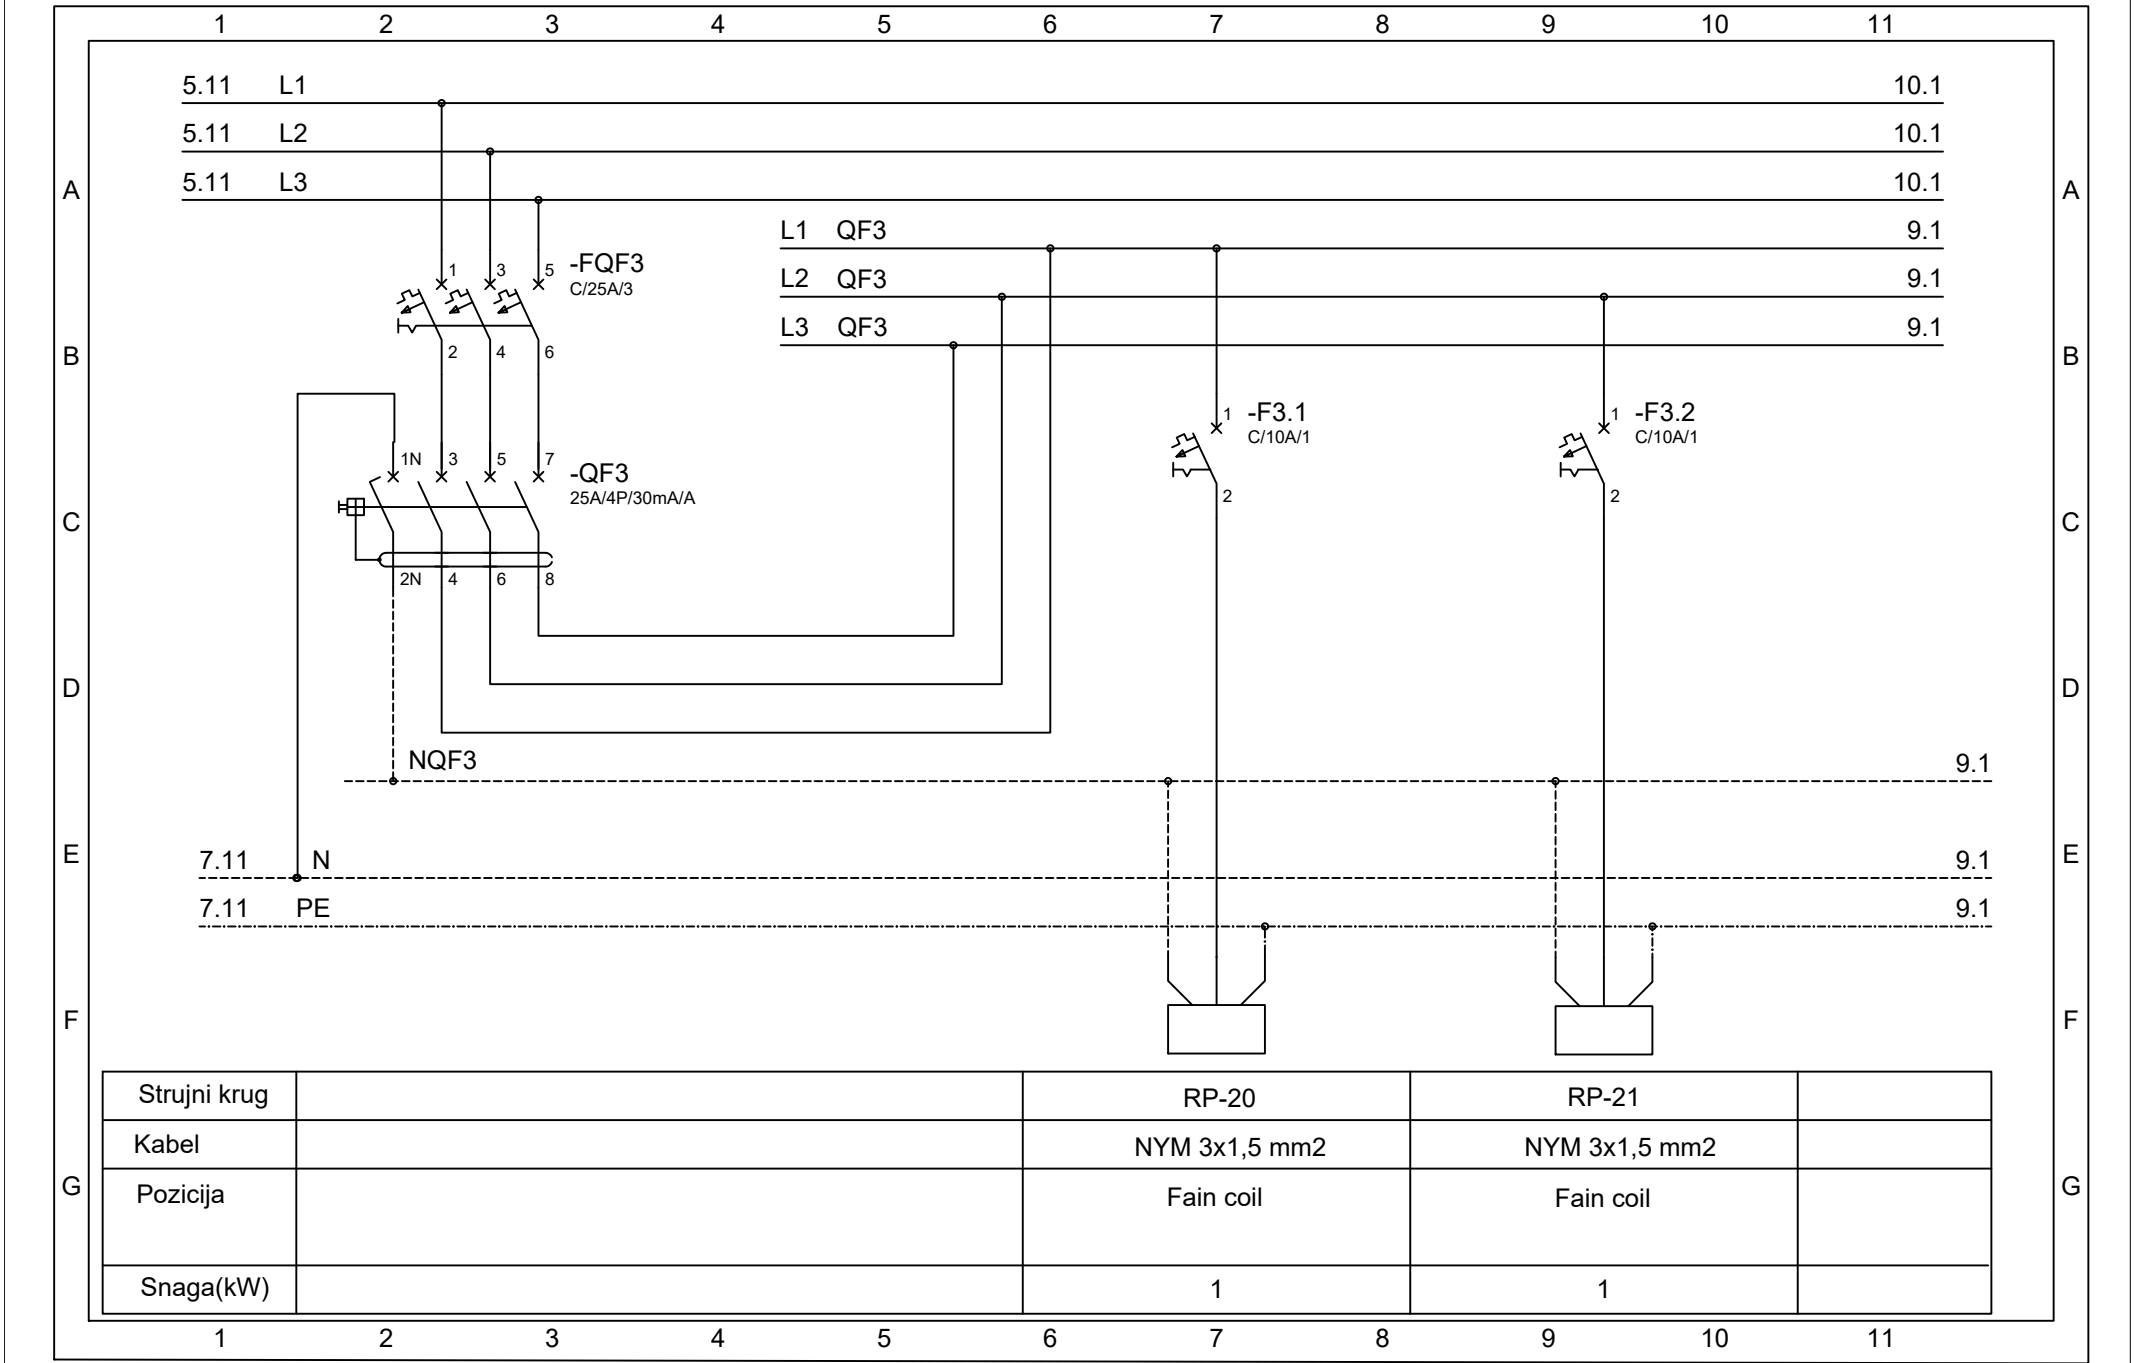 1 2 3 4 5 6 7 8 9 10 11
5.11 L1 10.1
5.11 L2 10.1
A 5.11 L3 10.1 A
L1 QF3 9.1
1 3 5 -FQF3 L2 QF3 9.1
C/25A/3
L3 QF3 9.1
B 2 4 6 B
1 -F3.1 1 -F3.2
C/10A/1 C/10A/1
1N 3 5 7 -QF3
25A/4P/30mA/A 2 2
C C
2N 4 6 8
D D
NQF3 9.1
E 7.11 N 9.1 E
7.11 PE 9.1
F F
Strujni krug RP-20 RP-21
Kabel NYM 3x1,5 mm2 NYM 3x1,5 mm2
G Pozicija Fain coil Fain coil G
Snaga(kW) 1 1
1 2 3 4 5 6 7 8 9 10 11